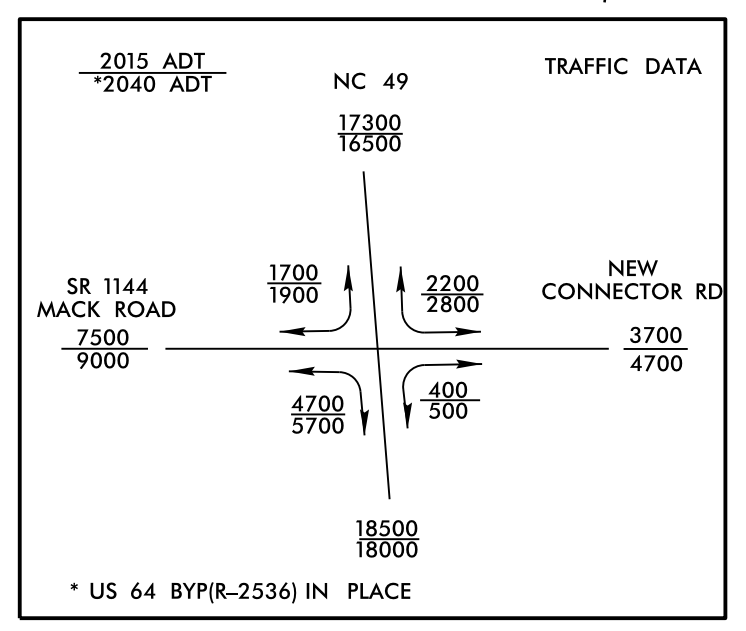 2015 ADT
*2040 ADT
TRAFFIC DATA
NC 49
17300
16500
SR 1144
MACK ROAD
7500
9000
1700
1900
2200
2800
NEW
CONNECTOR RD
3700
4700
4700
5700
400
500
18500
18000
* US 64 BYP(R–2536) IN PLACE